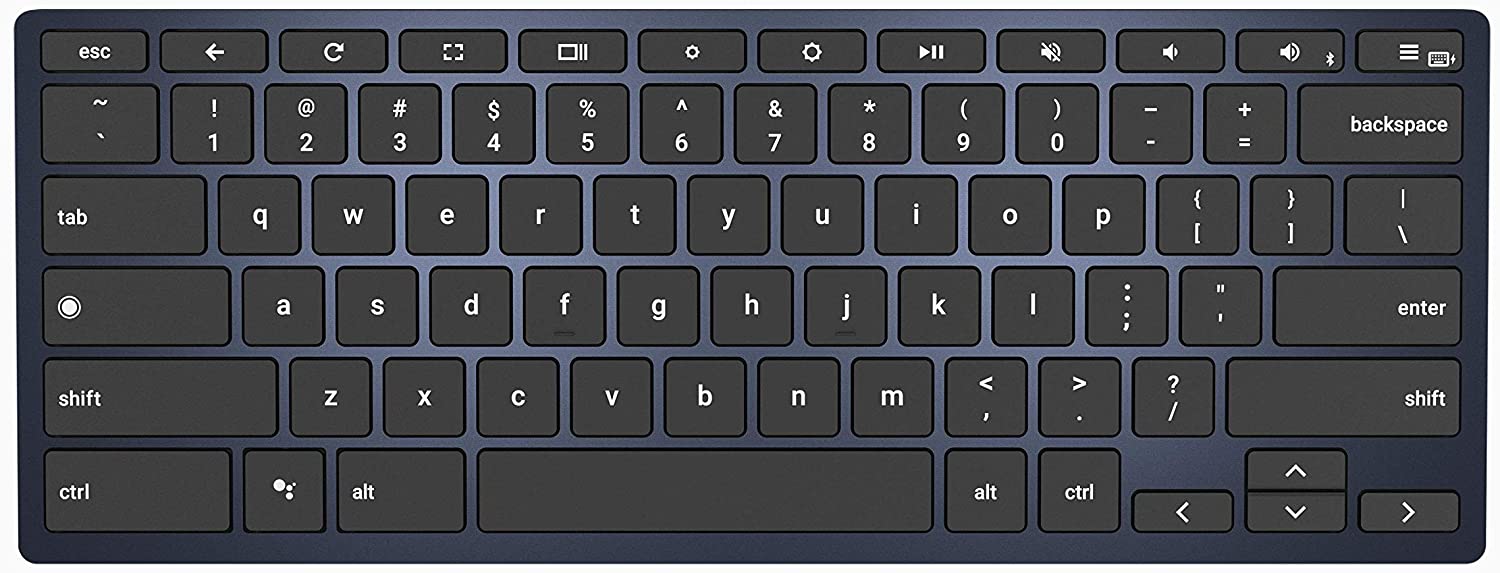 esc
~ ! @ # $ % ^ & * ( ) – +
` 1 2 3 4 5 6 7 8 9 0 - = backspace
tab q w e r t y u i o p { [ } ] | \
a s d f g h j k l : ; " ' enter
shift z x c v b n m < , > . ? / shift
ctrl alt alt ctrl